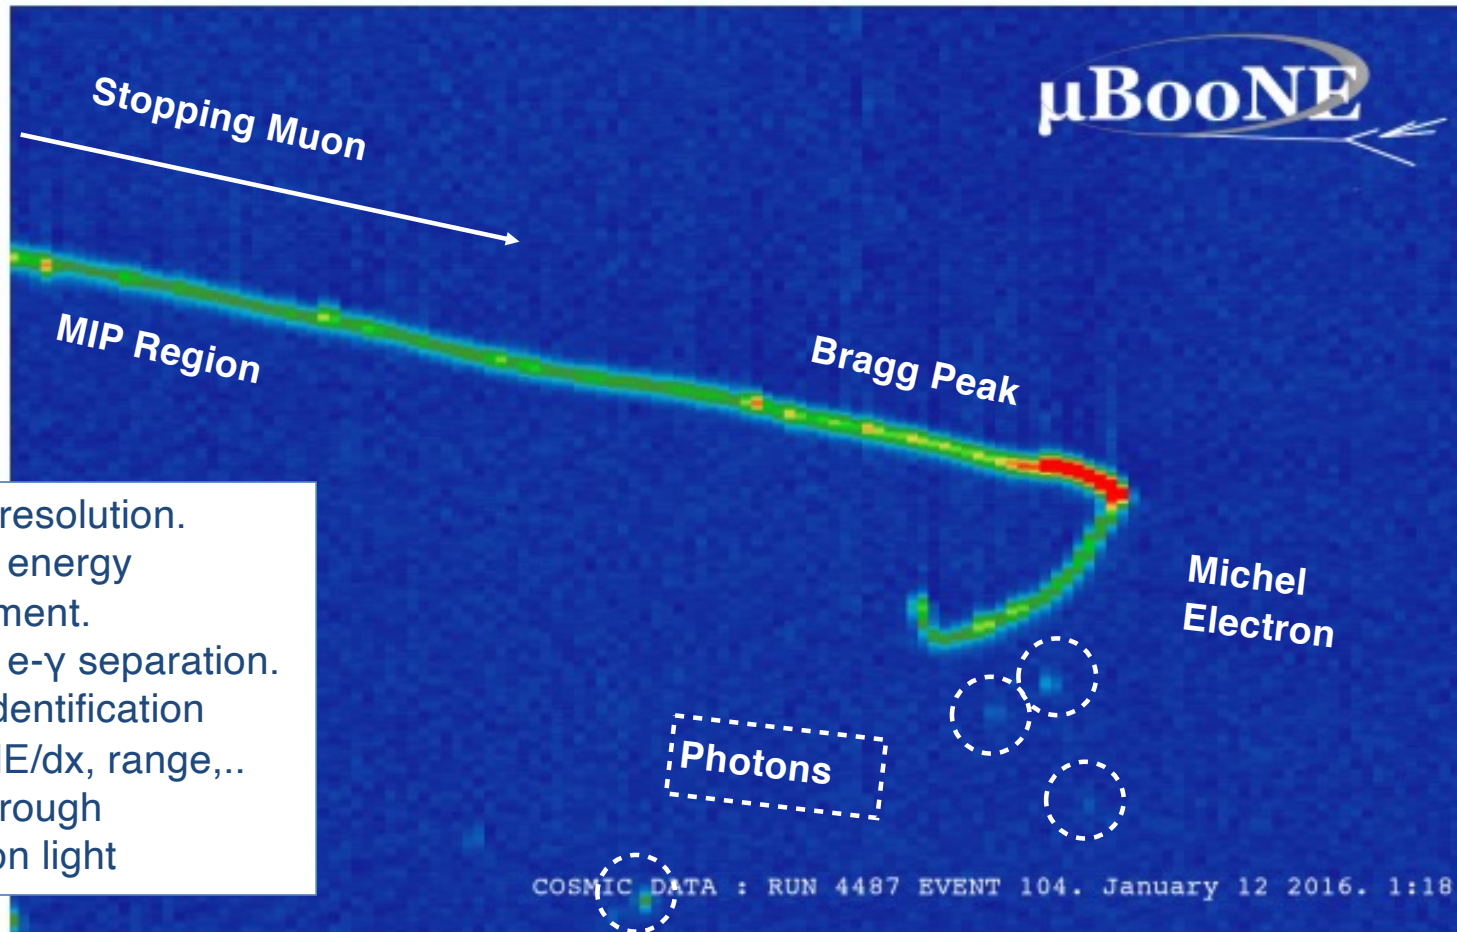 µBooNE
Stopping Muon
MIP Region
Bragg Peak
resolution.
energy
ment.
e-γ separation.
dentification
dE/dx, range,..
rough
on light
Michel
Electron
Photons
COSMIC DATA : RUN 4487 EVENT 104. January 12 2016. 1:18